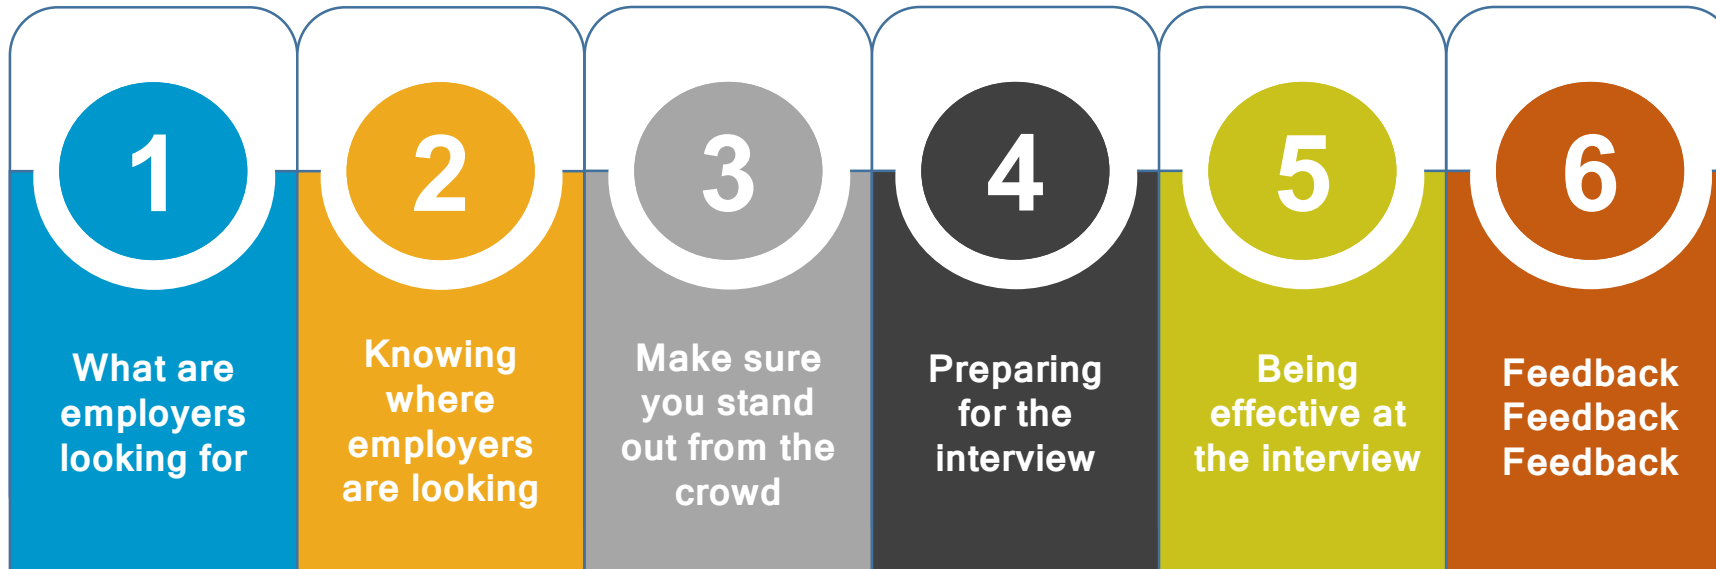 1
What are
employers
looking for
2
Knowing
where
employers
are looking
3
Make sure
you stand
out from the
crowd
4
Preparing
for the
interview
5
Being
effective at
the interview
6
Feedback
Feedback
Feedback